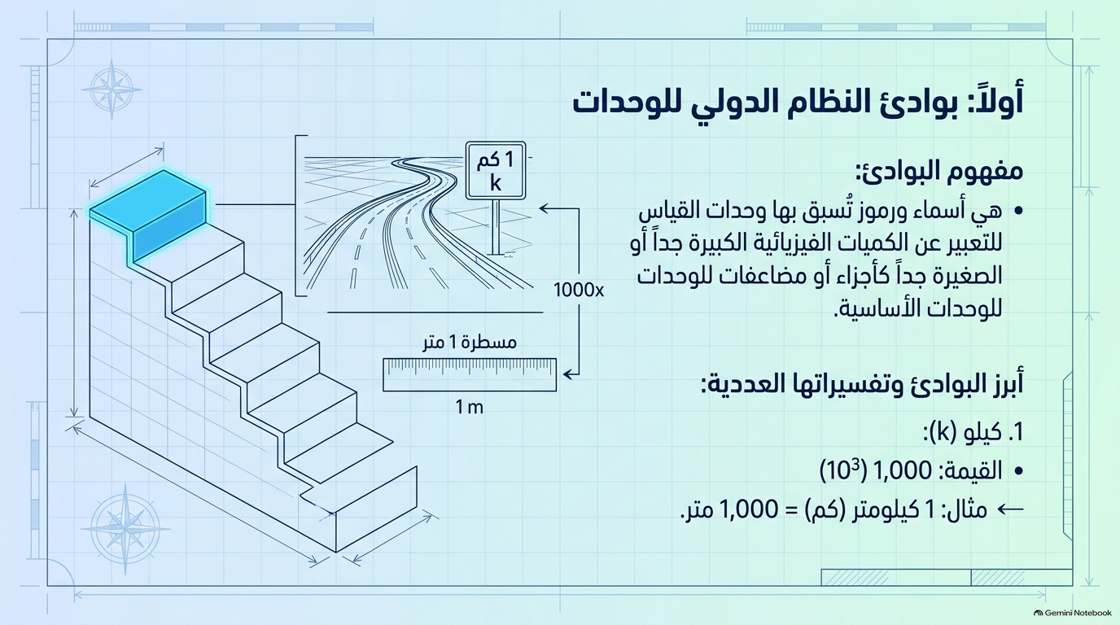 أولاً: بوادئ النظام الدولي للوحدات
مفهوم البوادئ:
• هي أسماء ورموز تُسبق بها وحدات القياس
للتعبير عن الكميات الفيزيائية الكبيرة جداً أو
الصغيرة جداً كأجزاء أو مضاعفات للوحدات
للوحدات الأساسية.
أبرز البوادئ وتفسيراتها العددية:
1. كيلو (k):
• القيمة: 1,000 (10³)
← مثال: 1 كيلومتر (كم) = 1,000 متر.
1 كم
k
1000x
مسطرة 1 متر
1 m
Gemini Notebook